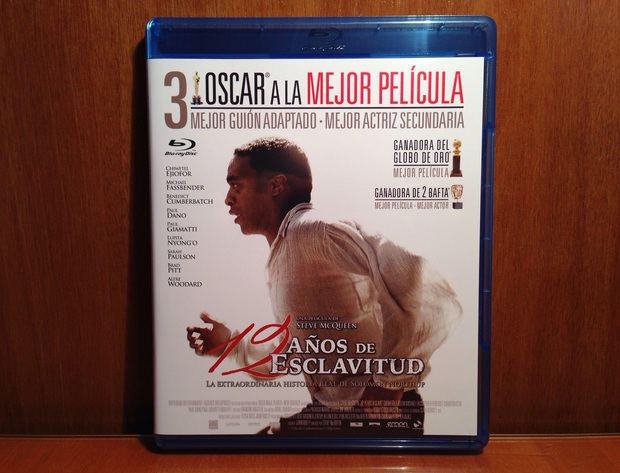 3 OSCAR® A LA MEJOR PELÍCULA
MEJOR GUIÓN ADAPTADO · MEJOR ACTRIZ SECUNDARIA
Blu-ray Disc
GANADORA DEL
GLOBO DE ORO®
MEJOR PELÍCULA
GANADORA DE 2 BAFTA
MEJOR PELÍCULA - MEJOR ACTOR
CHIWETEL
EJIOFOR
MICHAEL
FASSBENDER
BENEDICT
CUMBERBATCH
PAUL
DANO
PAUL
GIAMATTI
LUPITA
NYONG'O
SARAH
PAULSON
BRAD
PITT
ALFRE
WOODARD
UNA PELÍCULA DE
STEVE MCQUEEN
12 AÑOS DE
ESCLAVITUD
LA EXTRAORDINARIA HISTORIA REAL DE SOLOMON NORTHUP